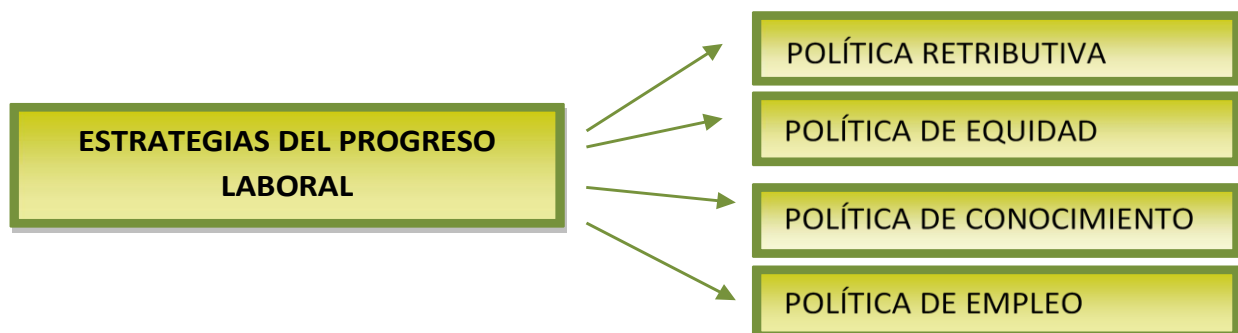 ESTRATEGIAS DEL PROGRESO
LABORAL
POLÍTICA RETRIBUTIVA
POLÍTICA DE EQUIDAD
POLÍTICA DE CONOCIMIENTO
POLÍTICA DE EMPLEO